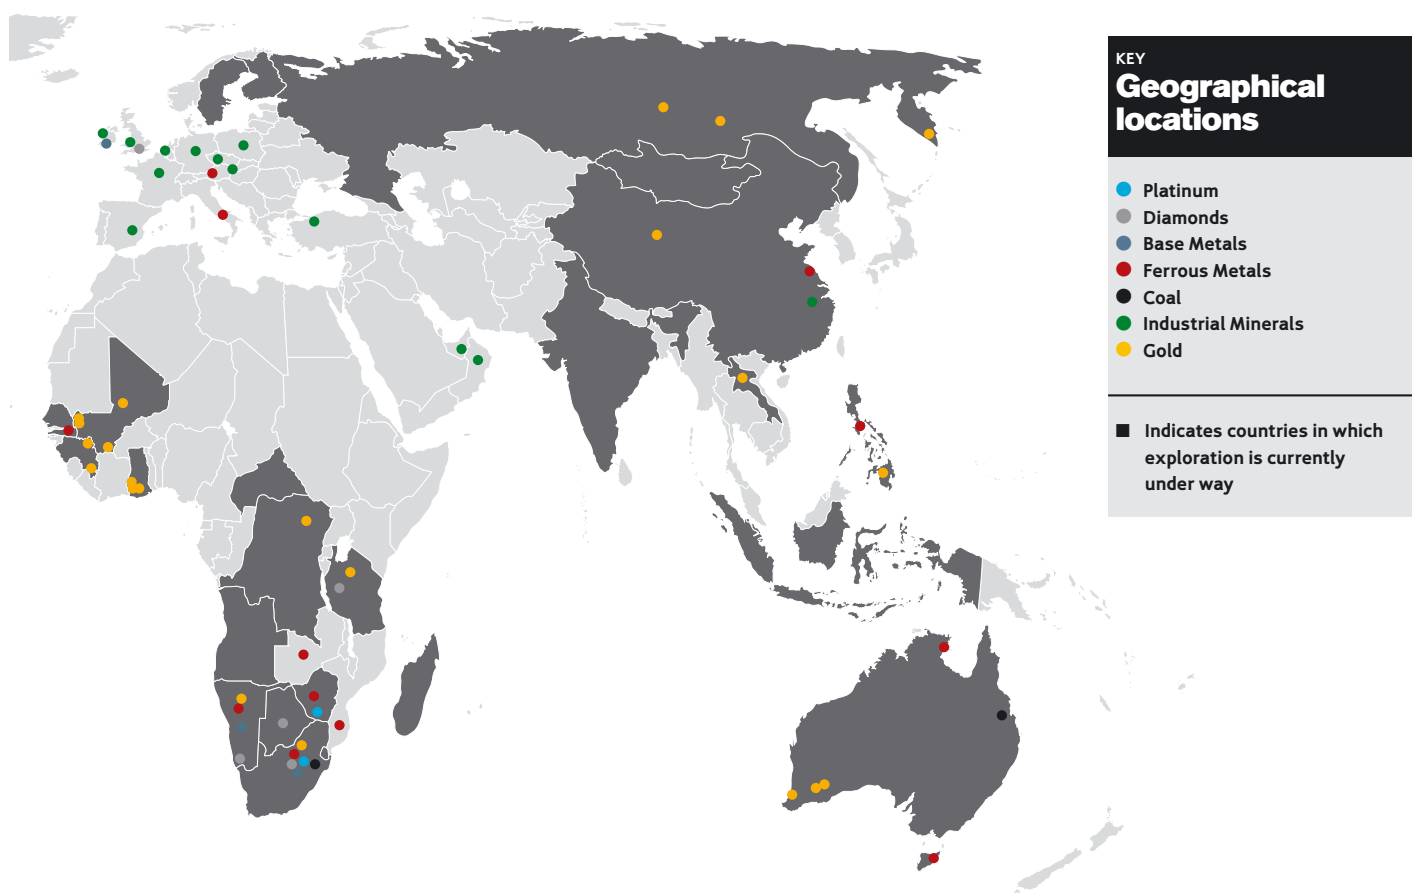 KEY
Geographical
locations
Platinum
Diamonds
Base Metals
Ferrous Metals
Coal
Industrial Minerals
Gold
Indicates countries in which
exploration is currently
under way